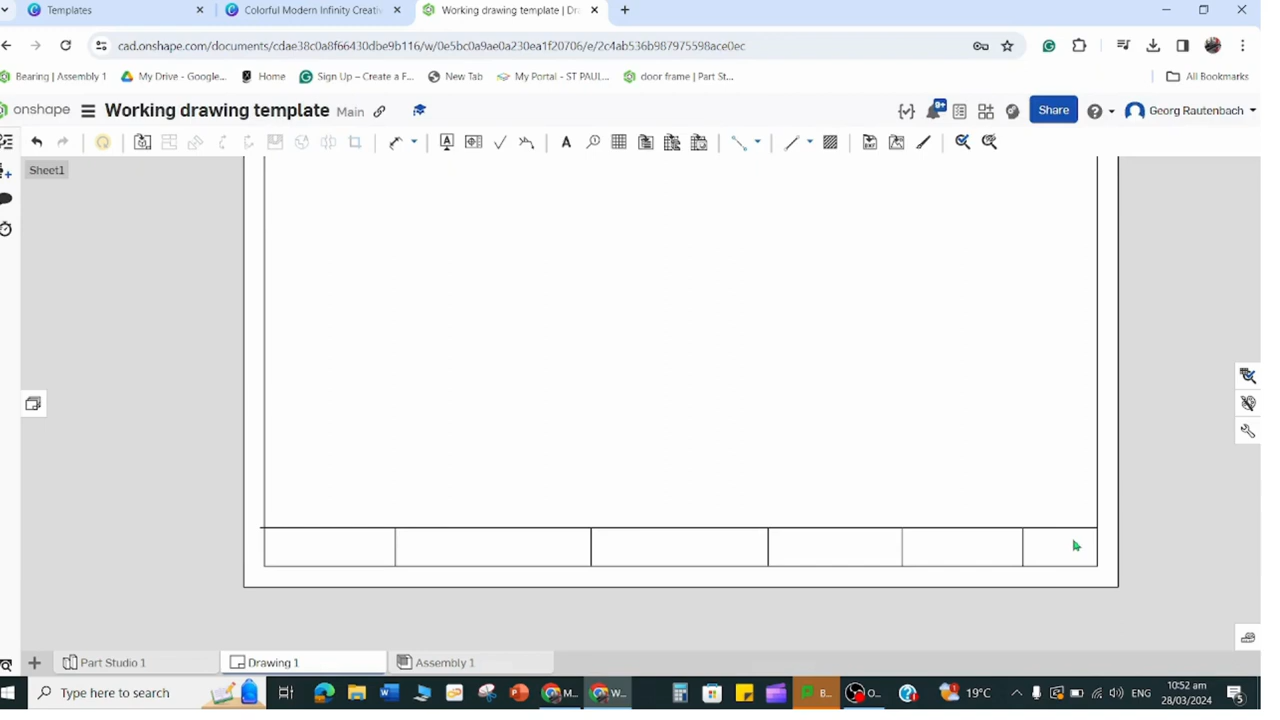 Templates
Colorful Modern Infinity Creativ
Working drawing template | Dra
cad.onshape.com/documents/cdae38c0a8f66430dbe9b116/w/0e5bc0a9ae0a230ea1f20706/e/2c4ab536b987975598ace0ec
Bearing | Assembly 1
My Drive - Google...
Home
Sign Up – Create a F...
New Tab
My Portal - ST PAUL...
door frame | Part St...
All Bookmarks
onshape
Working drawing template
Main
Share
Georg Rautenbach
Sheet1
Part Studio 1
Drawing 1
Assembly 1
Type here to search
M...
W...
B...
O...
19°C
ENG
10:52 am
28/03/2024
5